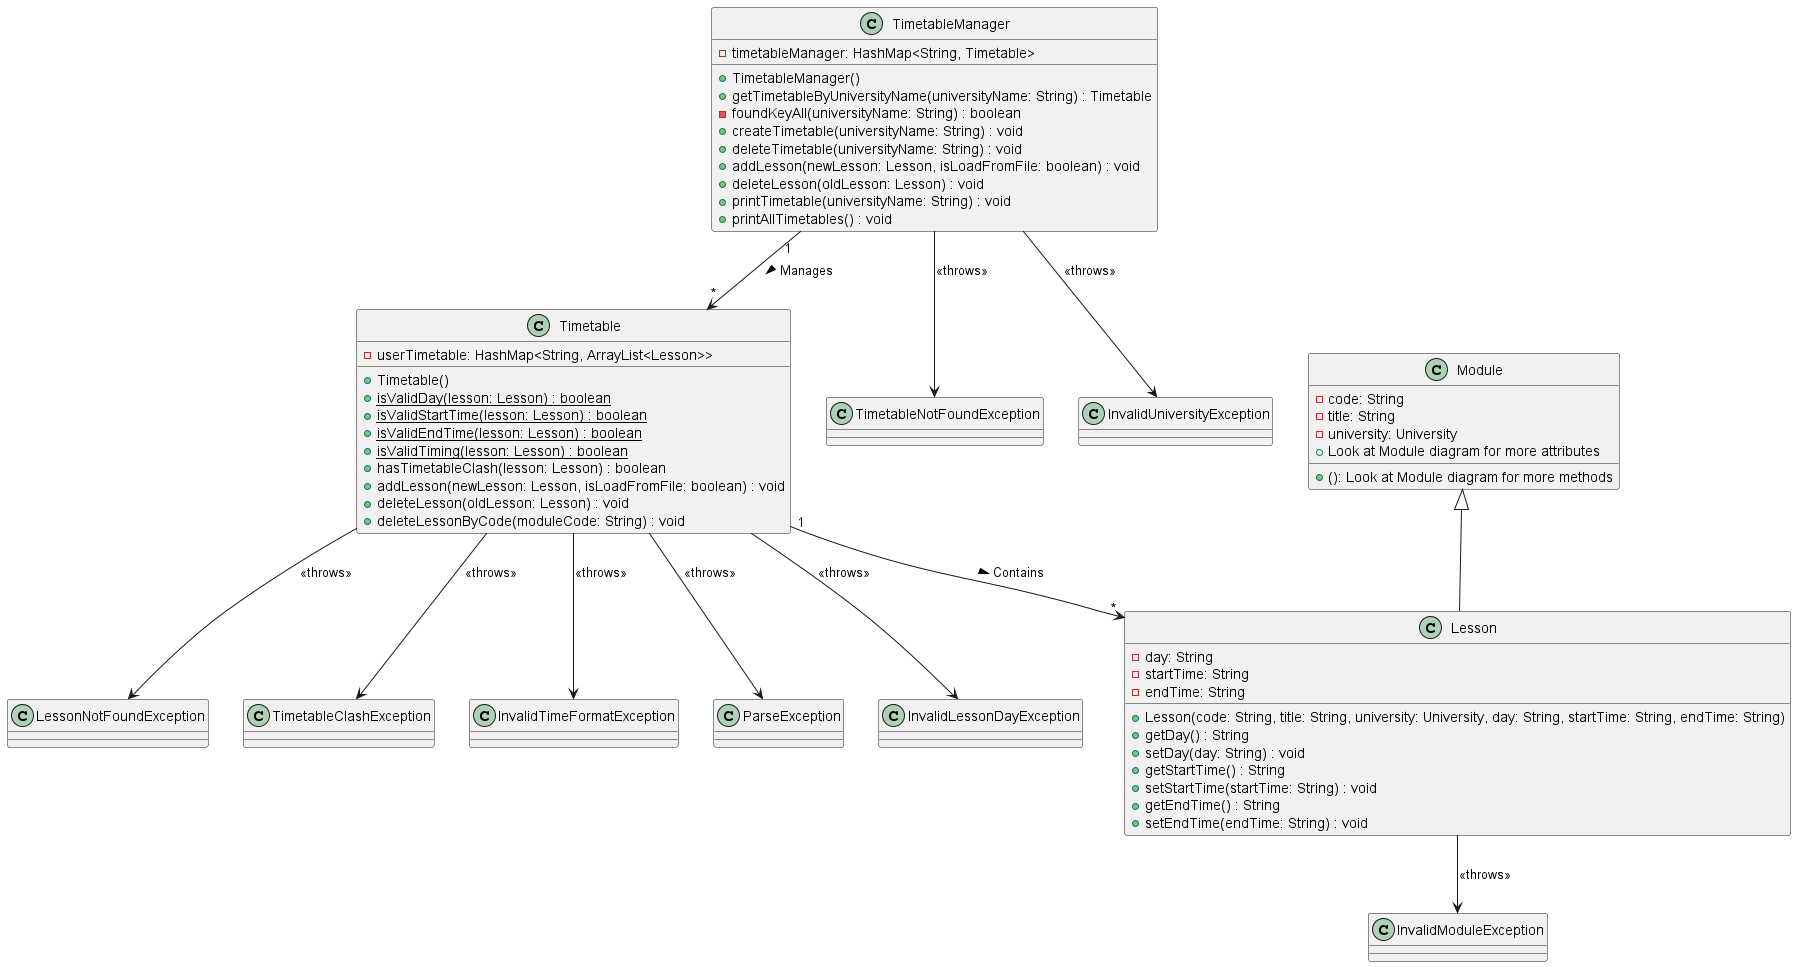 C TimetableManager
timetableManager: HashMap<String, Timetable>
TimetableManager()
getTimetableByUniversityName(universityName: String) : Timetable
foundKeyAll(universityName: String) : boolean
createTimetable(universityName: String) : void
deleteTimetable(universityName: String) : void
addLesson(newLesson: Lesson, isLoadFromFile: boolean) : void
deleteLesson(oldLesson: Lesson) : void
printTimetable(universityName: String) : void
printAllTimetables() : void
1
Manages
*
«throws»
«throws»
C Timetable
userTimetable: HashMap<String, ArrayList<Lesson>>
Timetable()
isValidDay(lesson: Lesson) : boolean
isValidStartTime(lesson: Lesson) : boolean
isValidEndTime(lesson: Lesson) : boolean
isValidTiming(lesson: Lesson) : boolean
hasTimetableClash(lesson: Lesson) : boolean
addLesson(newLesson: Lesson, isLoadFromFile: boolean) : void
deleteLesson(oldLesson: Lesson) : void
deleteLessonByCode(moduleCode: String) : void
C TimetableNotFoundException
C InvalidUniversityException
C Module
code: String
title: String
university: University
Look at Module diagram for more attributes
(): Look at Module diagram for more methods
«throws»
«throws»
«throws»
«throws»
«throws»
1
Contains
*
C LessonNotFoundException
C TimetableClashException
C InvalidTimeFormatException
C ParseException
C InvalidLessonDayException
C Lesson
day: String
startTime: String
endTime: String
Lesson(code: String, title: String, university: University, day: String, startTime: String, endTime: String)
getDay() : String
setDay(day: String) : void
getStartTime() : String
setStartTime(startTime: String) : void
getEndTime() : String
setEndTime(endTime: String) : void
«throws»
C InvalidModuleException